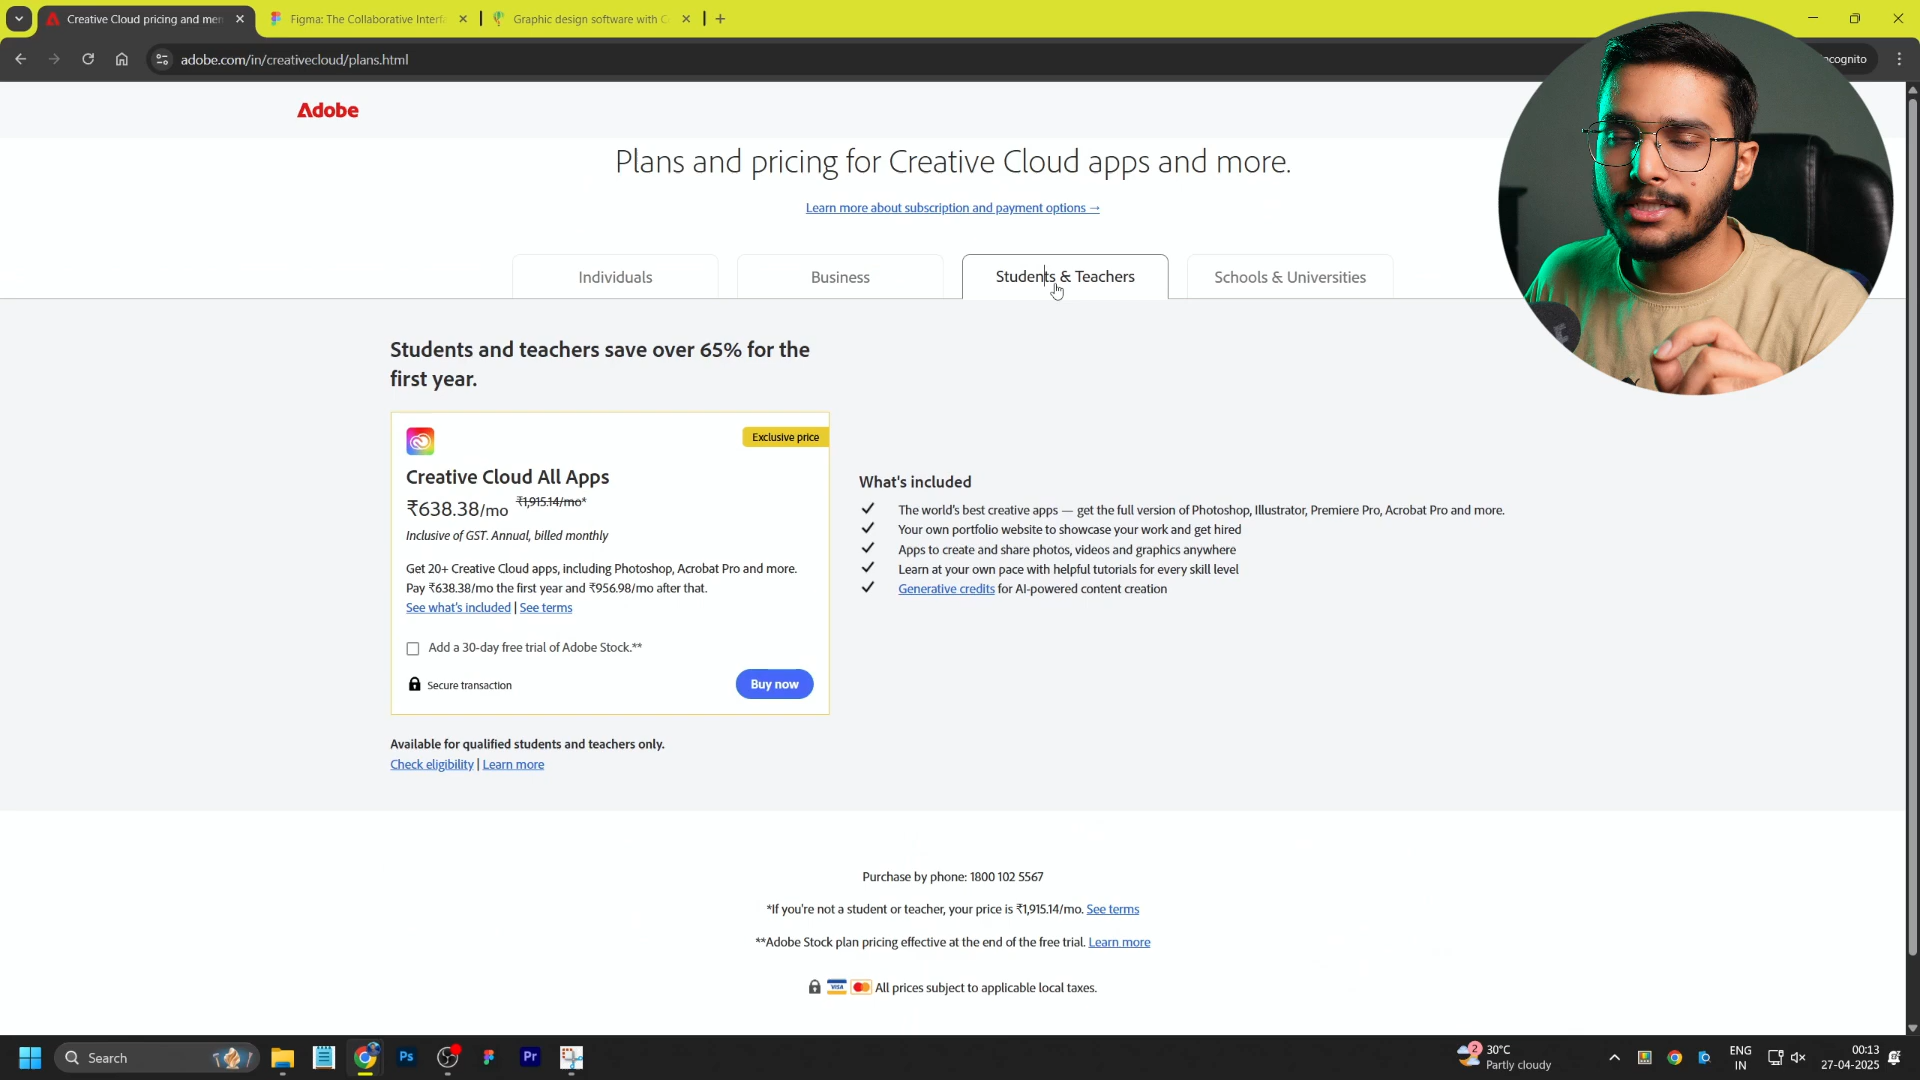 Creative Cloud pricing and mem
Figma: The Collaborative Interf
Graphic design software with C
adobe.com/in/creativecloud/plans.html
cognito
Adobe
Plans and pricing for Creative Cloud apps and more.
Learn more about subscription and payment options →
Individuals
Business
Students & Teachers
Schools & Universities
Students and teachers save over 65% for the
first year.
Exclusive price
Creative Cloud All Apps
₹638.38/mo ₹1,915.14/mo*
Inclusive of GST. Annual, billed monthly
Get 20+ Creative Cloud apps, including Photoshop, Acrobat Pro and more.
Pay ₹638.38/mo the first year and ₹956.98/mo after that.
See what's included | See terms
Add a 30-day free trial of Adobe Stock.**
Secure transaction
Buy now
What's included
The world's best creative apps — get the full version of Photoshop, Illustrator, Premiere Pro, Acrobat Pro and more.
Your own portfolio website to showcase your work and get hired
Apps to create and share photos, videos and graphics anywhere
Learn at your own pace with helpful tutorials for every skill level
Generative credits for AI-powered content creation
Available for qualified students and teachers only.
Check eligibility | Learn more
Purchase by phone: 1800 102 5567
*If you're not a student or teacher, your price is ₹1,915.14/mo. See terms
**Adobe Stock plan pricing effective at the end of the free trial. Learn more
VISA
All prices subject to applicable local taxes.
Search
Ps
Pr
2
30°C
Partly cloudy
ENG
IN
00:13
27-04-2025